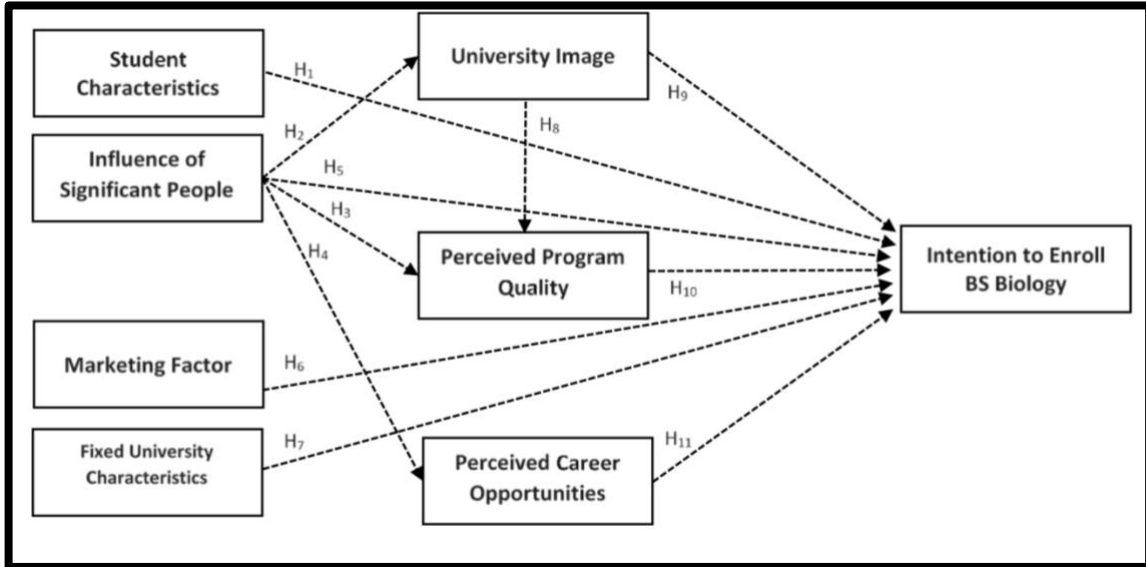 Student
Characteristics
Influence of
Significant People
Marketing Factor
Fixed University
Characteristics
University Image
Perceived Program
Quality
Perceived Career
Opportunities
Intention to Enroll
BS Biology
H₁
H₂
H₅
H₃
H₄
H₆
H₇
H₈
H₉
H₁₀
H₁₁